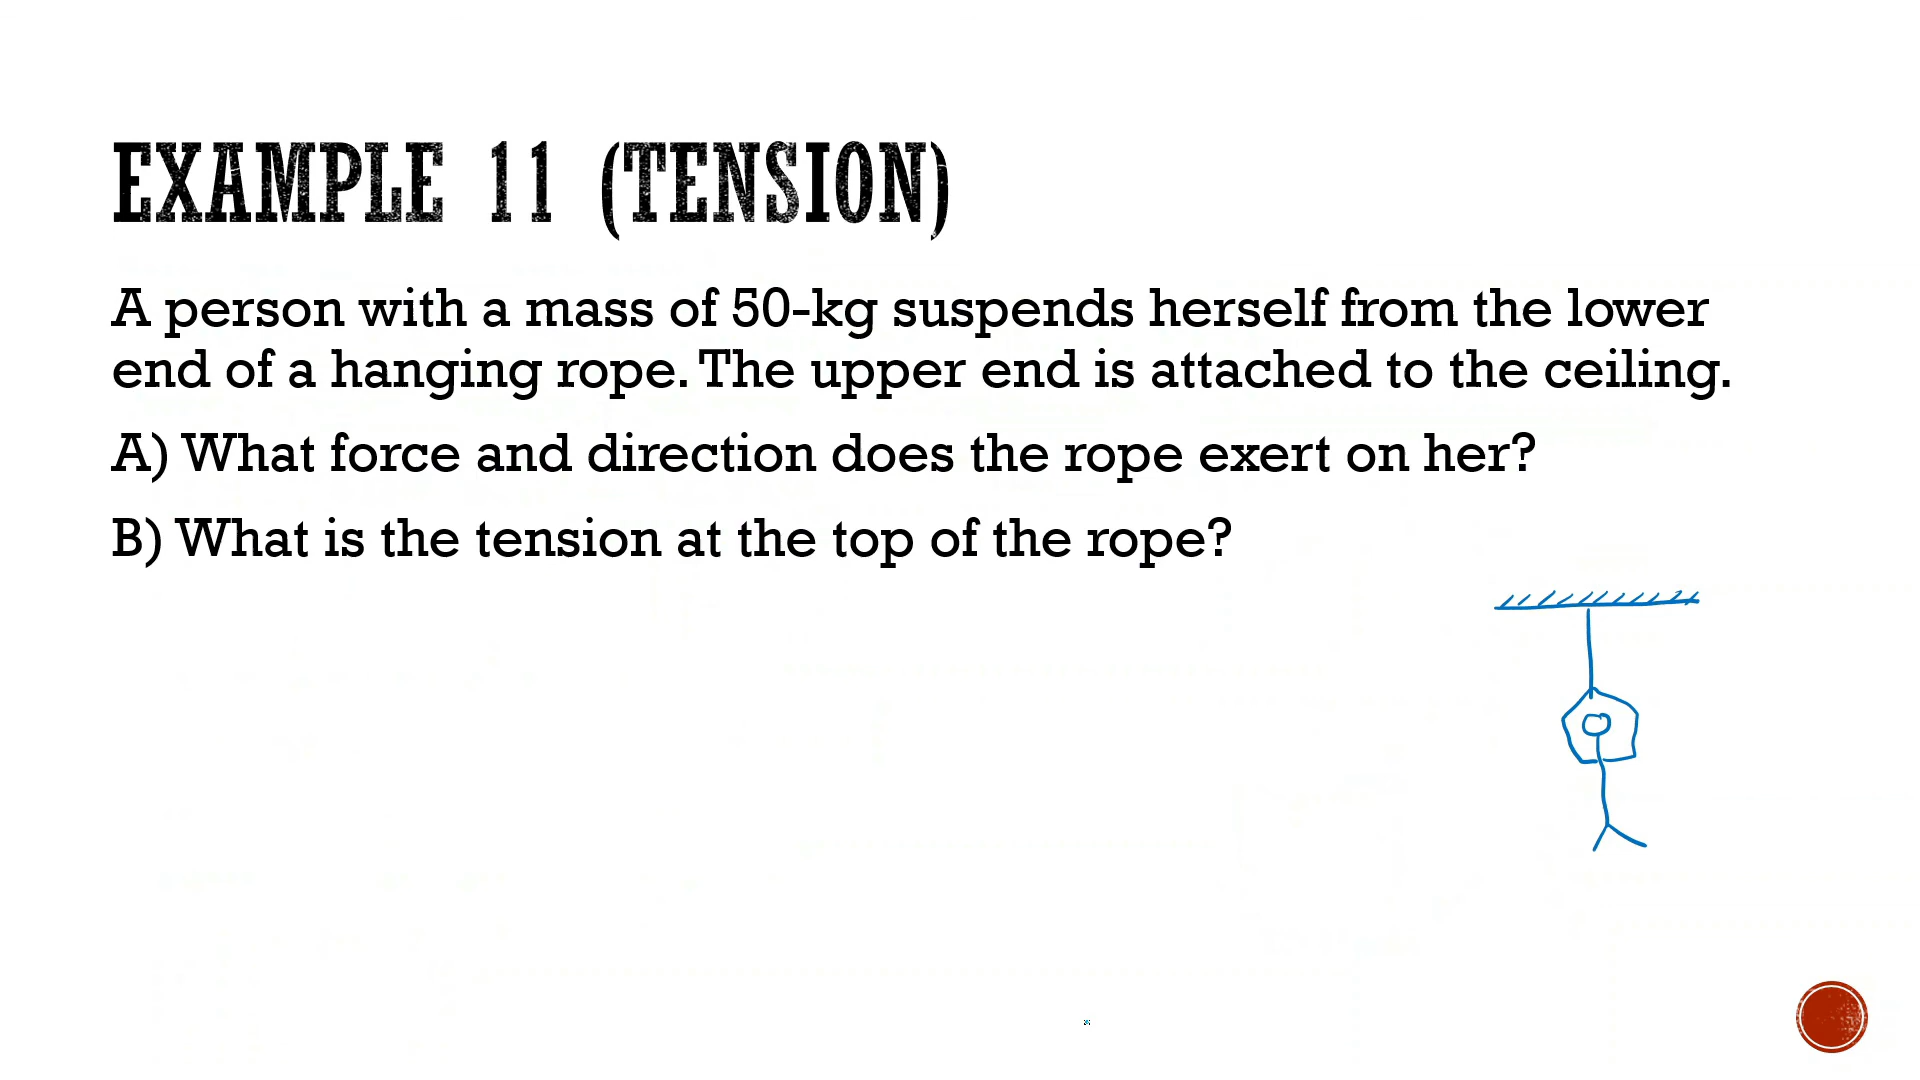 EXAMPLE 11 (TENSION)
A person with a mass of 50-kg suspends herself from the lower
end of a hanging rope. The upper end is attached to the ceiling.
A) What force and direction does the rope exert on her?
B) What is the tension at the top of the rope?